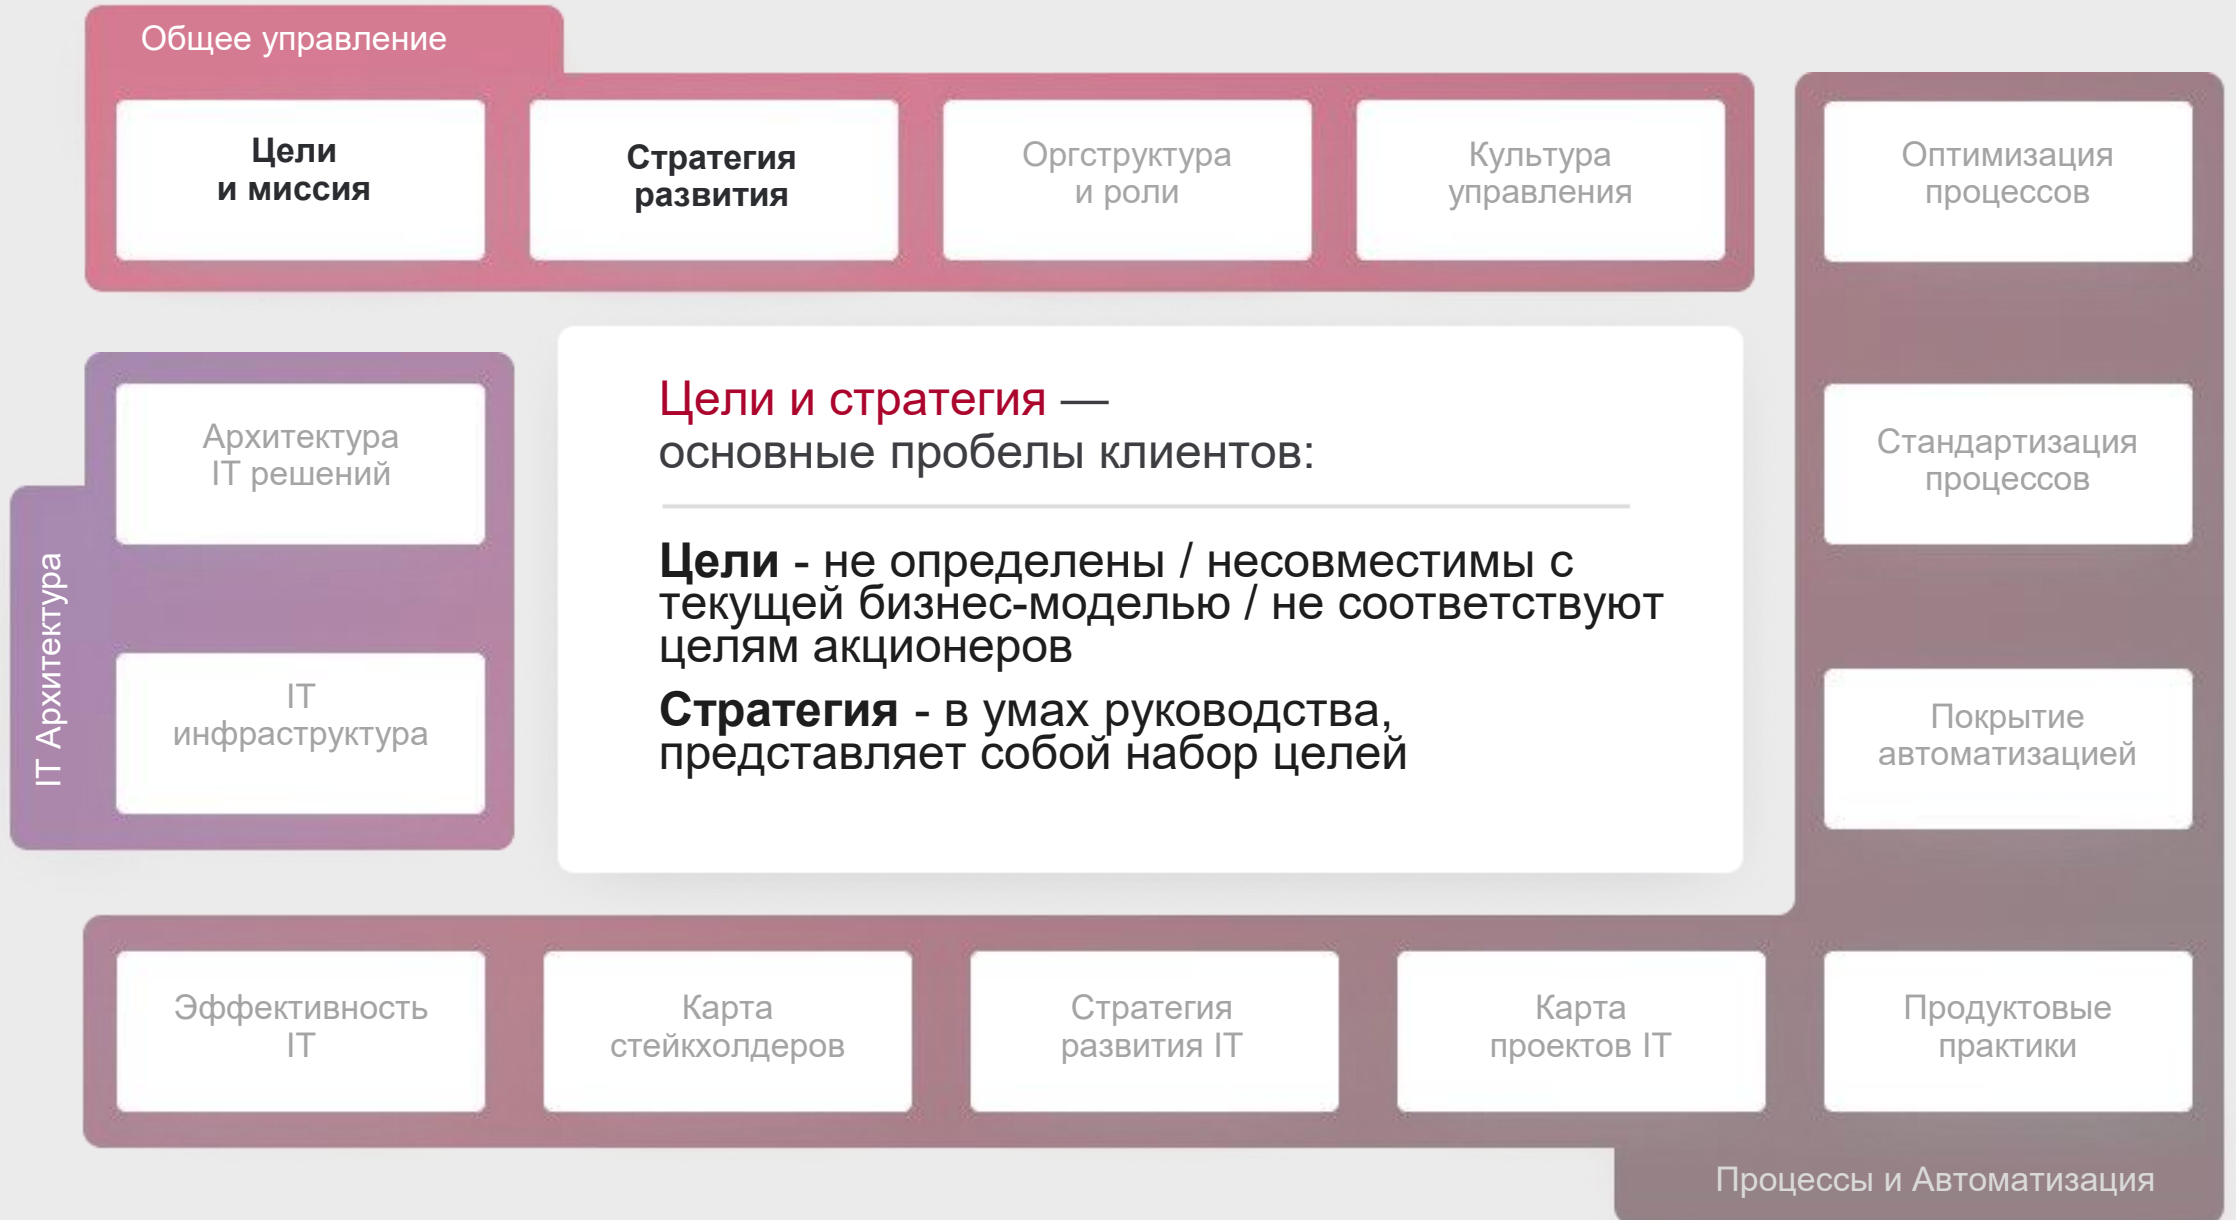 Общее управление
Цели
и миссия
Стратегия
развития
Оргструктура
и роли
Культура
управления
Оптимизация
процессов
Архитектура
IT решений
IT
инфраструктура
IT Архитектура
Цели и стратегия —
основные пробелы клиентов:
Цели - не определены / несовместимы с
текущей бизнес-моделью / не соответствуют
целям акционеров
Стратегия - в умах руководства,
представляет собой набор целей
Стандартизация
процессов
Покрытие
автоматизацией
Эффективность
IT
Карта
стейкхолдеров
Стратегия
развития IT
Карта
проектов IT
Продуктовые
практики
Процессы и Автоматизация